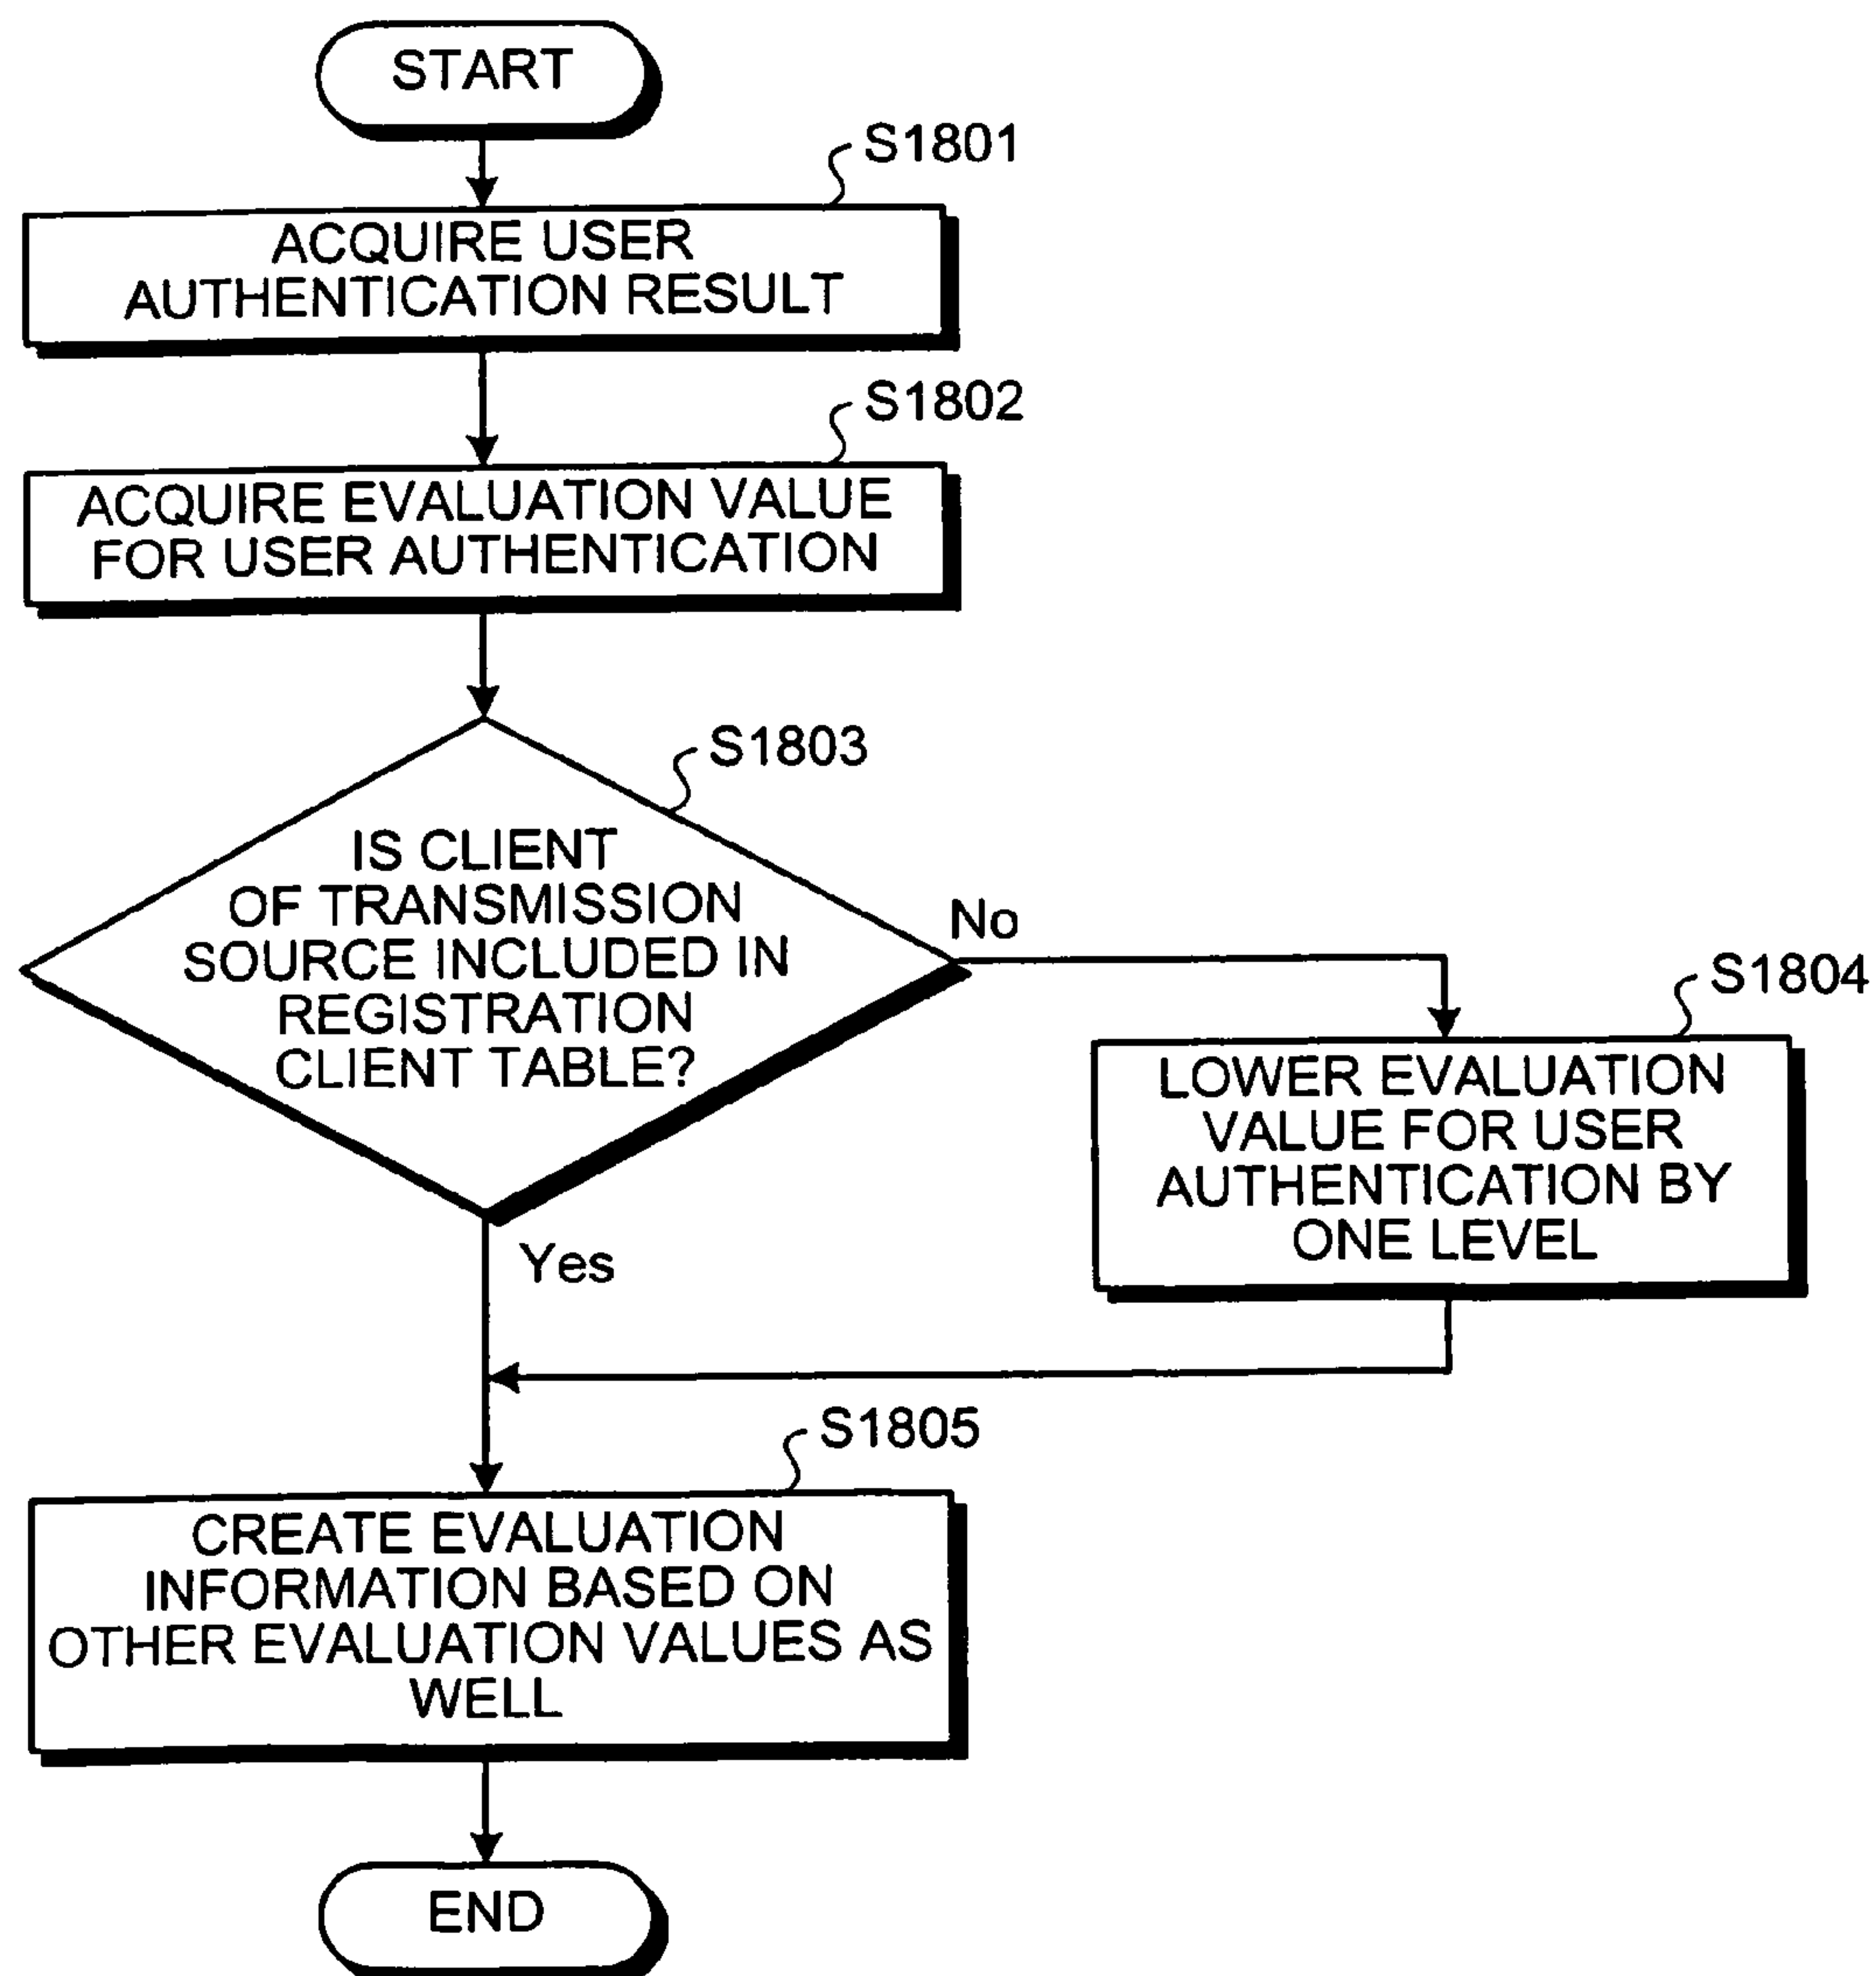 START
S1801
ACQUIRE USER
AUTHENTICATION RESULT
S1802
ACQUIRE EVALUATION VALUE
FOR USER AUTHENTICATION
S1803
IS CLIENT
OF TRANSMISSION
SOURCE INCLUDED IN
REGISTRATION
CLIENT TABLE?
No
S1804
LOWER EVALUATION
VALUE FOR USER
AUTHENTICATION BY
ONE LEVEL
Yes
S1805
CREATE EVALUATION
INFORMATION BASED ON
OTHER EVALUATION VALUES AS
WELL
END